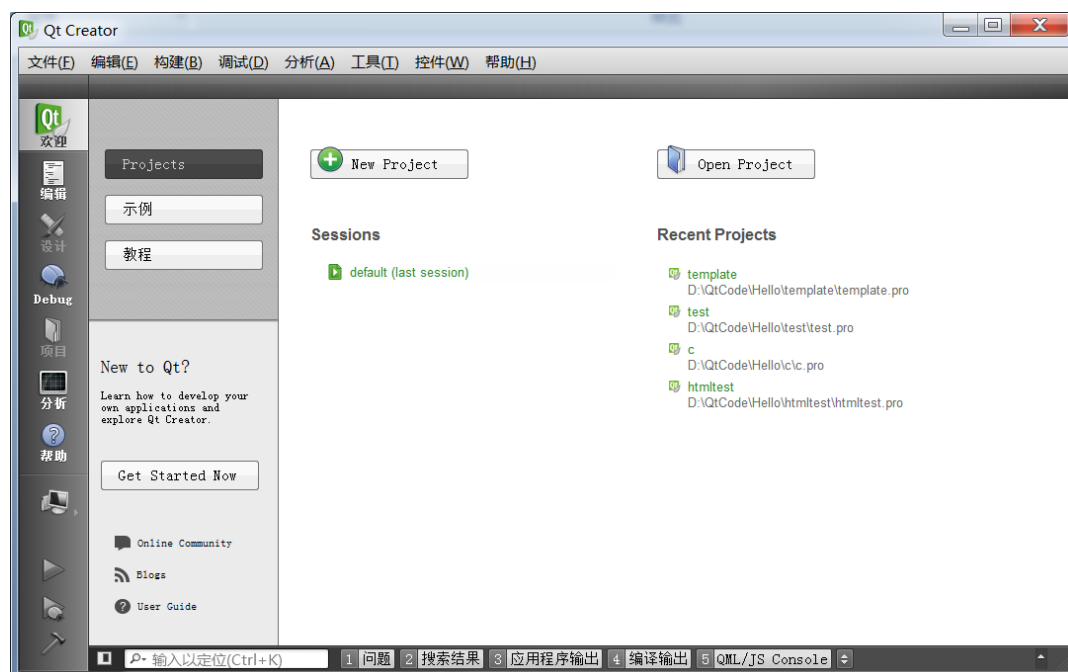 Qt Creator
文件(F) 编辑(E) 构建(B) 调试(D) 分析(A) 工具(T) 控件(W) 帮助(H)
Qt
欢迎
编辑
设计
Debug
项目
分析
帮助
Projects
示例
教程
New to Qt?
Learn how to develop your
own applications and
explore Qt Creator.
Get Started Now
Online Community
Blogs
User Guide
New Project
Open Project
Sessions
default (last session)
Recent Projects
template
D:\QtCode\Hello\template\template.pro
test
D:\QtCode\Hello\test\test.pro
c
D:\QtCode\Hello\c\c.pro
htmltest
D:\QtCode\Hello\htmltest\htmltest.pro
输入以定位(Ctrl+K) 1 问题 2 搜索结果 3 应用程序输出 4 编译输出 5 QML/JS Console